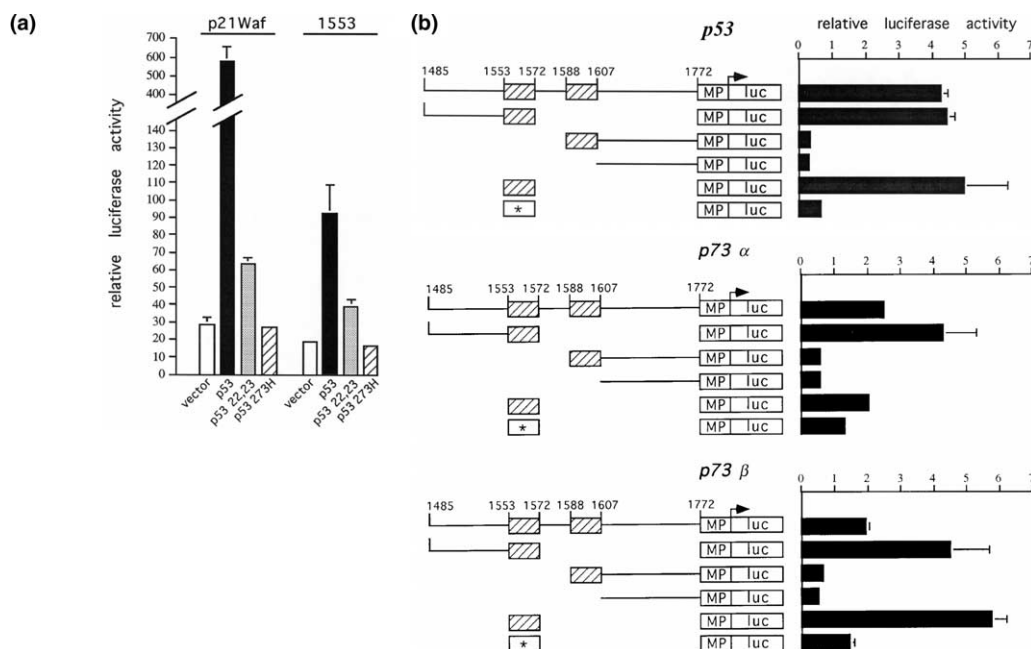 (a)
p21Waf 1553
relative luciferase activity
700
600
500
400
140
130
120
110
100
90
80
70
60
50
40
30
20
10
0
vector p53 p53 22,23 p53 273H vector p53 p53 22,23 p53 273H
(b)
p53
relative luciferase activity
0 1 2 3 4 5 6 7
1485 1553 1572 1588 1607 1772
MP luc
MP luc
MP luc
MP luc
MP luc
* MP luc
p73 α
0 1 2 3 4 5 6 7
1485 1553 1572 1588 1607 1772
MP luc
MP luc
MP luc
MP luc
MP luc
* MP luc
p73 β
0 1 2 3 4 5 6 7
1485 1553 1572 1588 1607 1772
MP luc
MP luc
MP luc
MP luc
MP luc
* MP luc